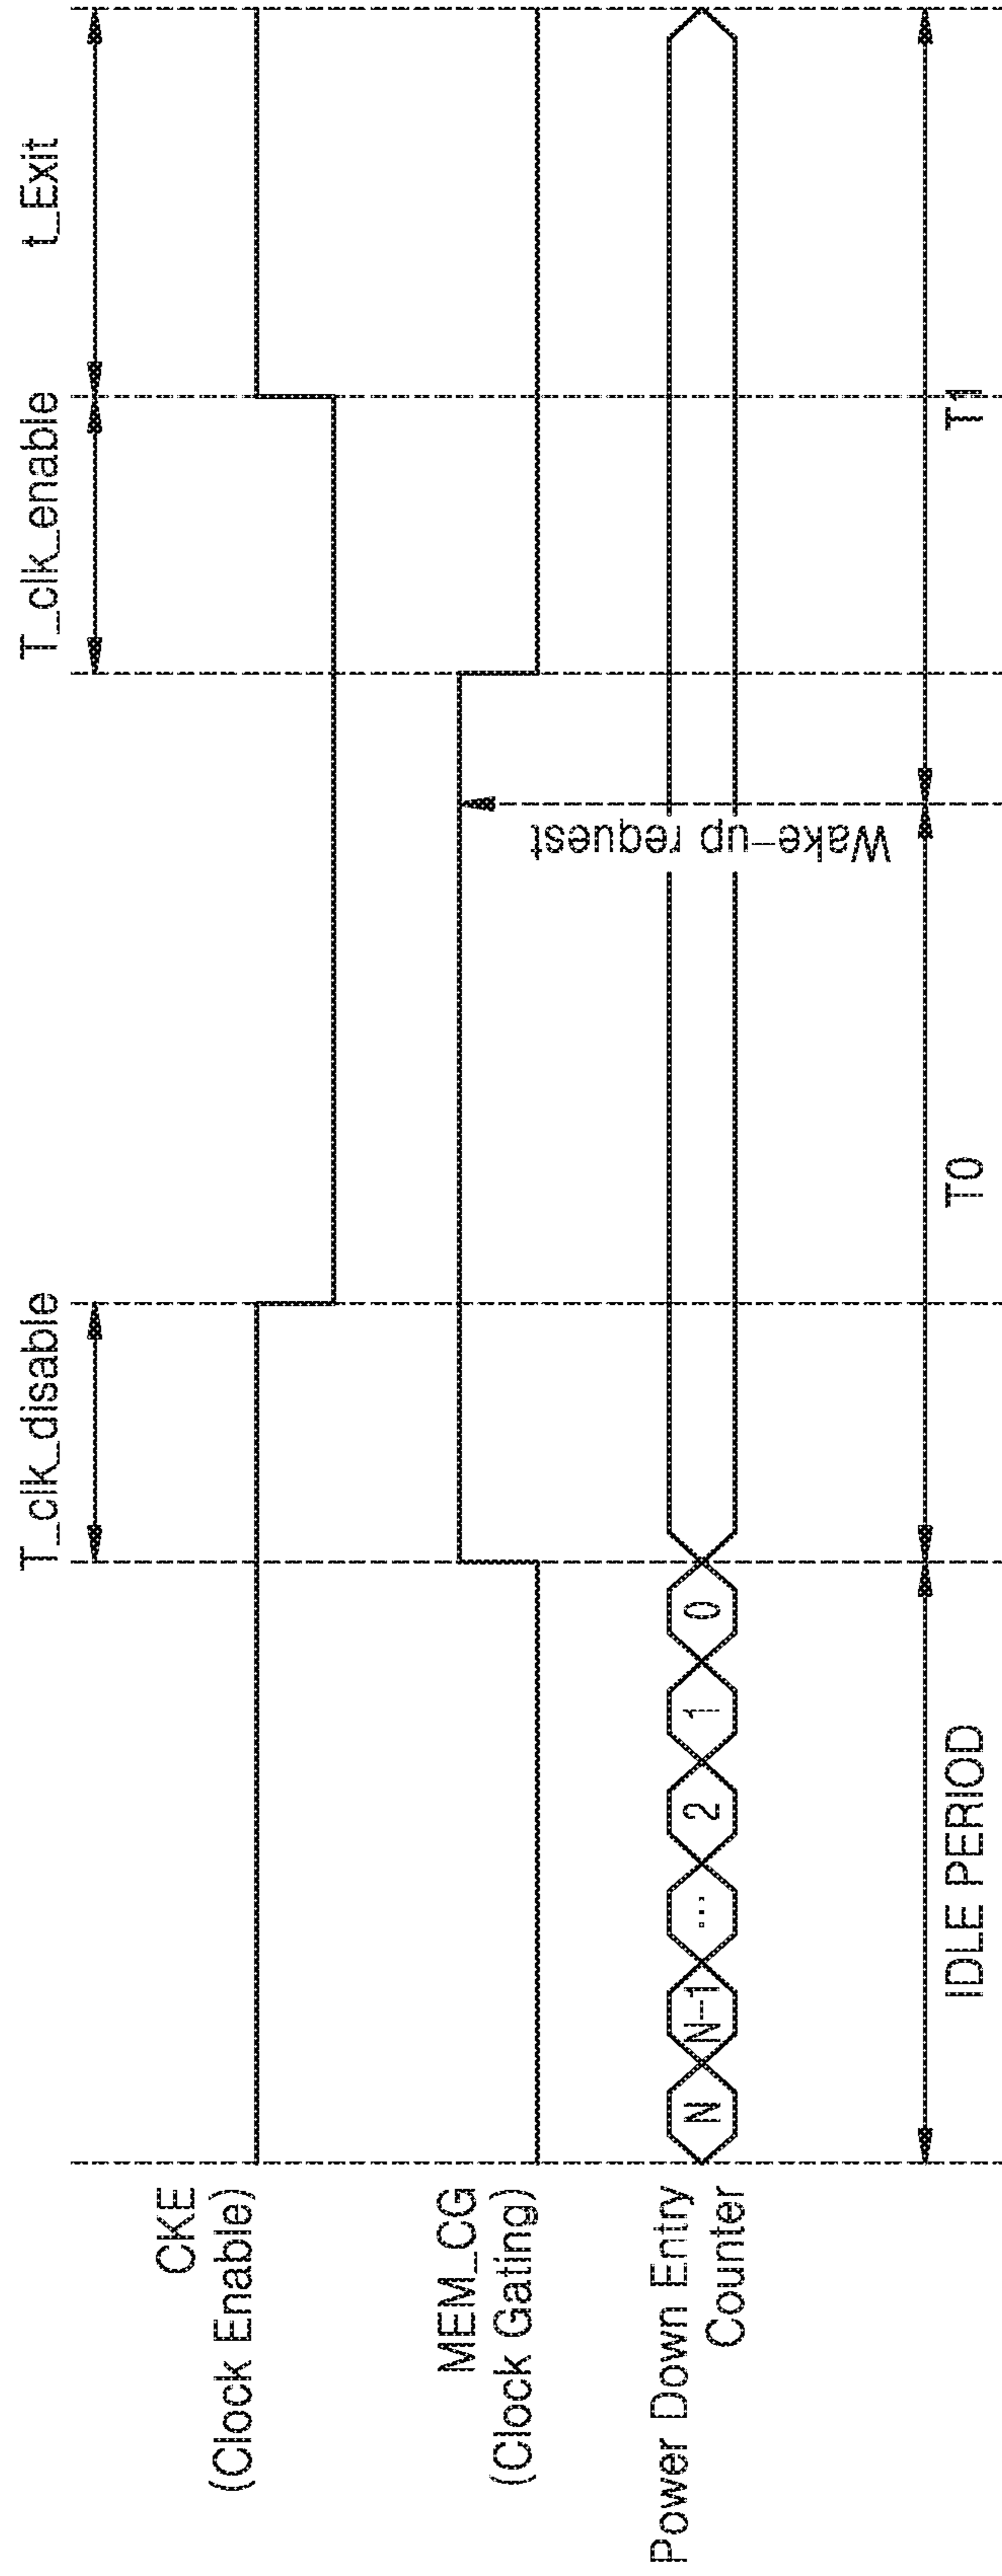 T_clk_disable
T_clk_enable
t_Exit
CKE
(Clock Enable)
MEM_CG
(Clock Gating)
Wake-up request
Power Down Entry
Counter
N
N-1
...
2
1
0
IDLE PERIOD
T0
T1